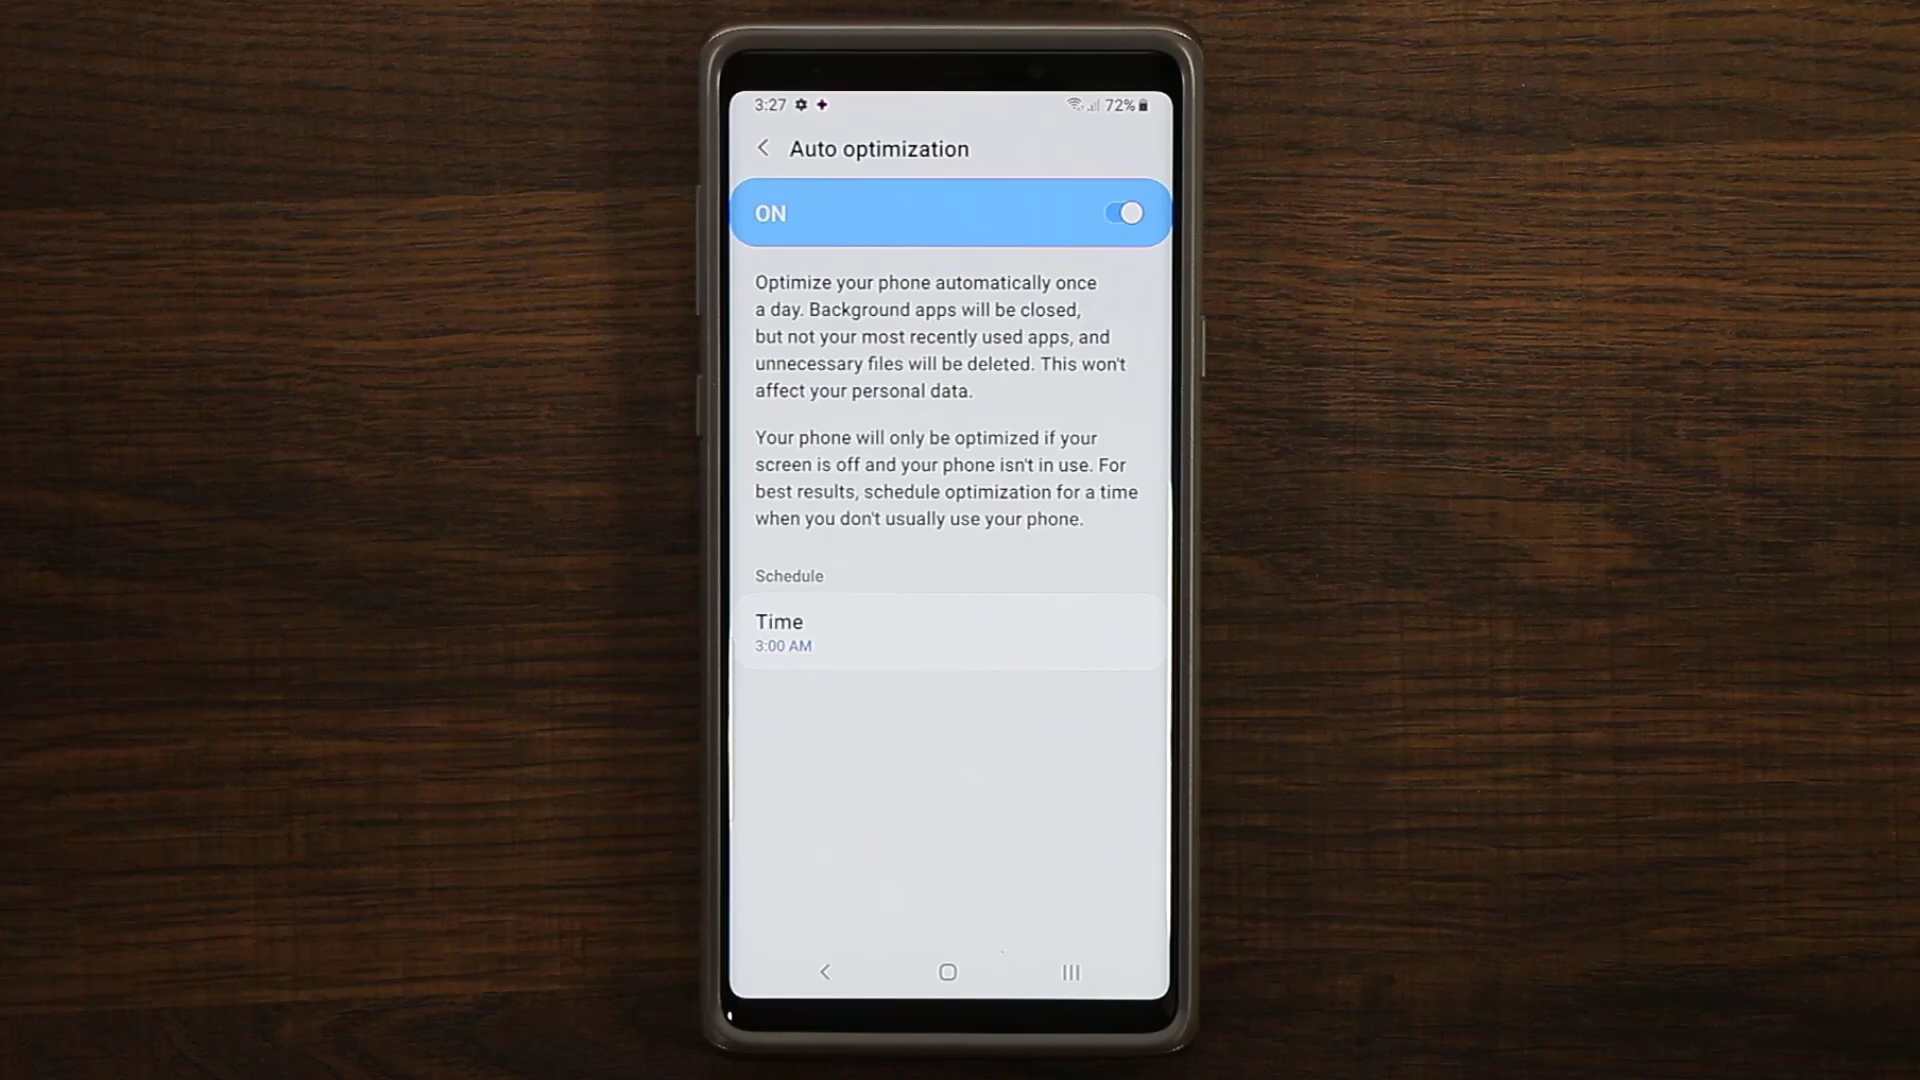 3:27 72%
Auto optimization
ON
Optimize your phone automatically once
a day. Background apps will be closed,
but not your most recently used apps, and
unnecessary files will be deleted. This won't
affect your personal data.
Your phone will only be optimized if your
screen is off and your phone isn't in use. For
best results, schedule optimization for a time
when you don't usually use your phone.
Schedule
Time
3:00 AM